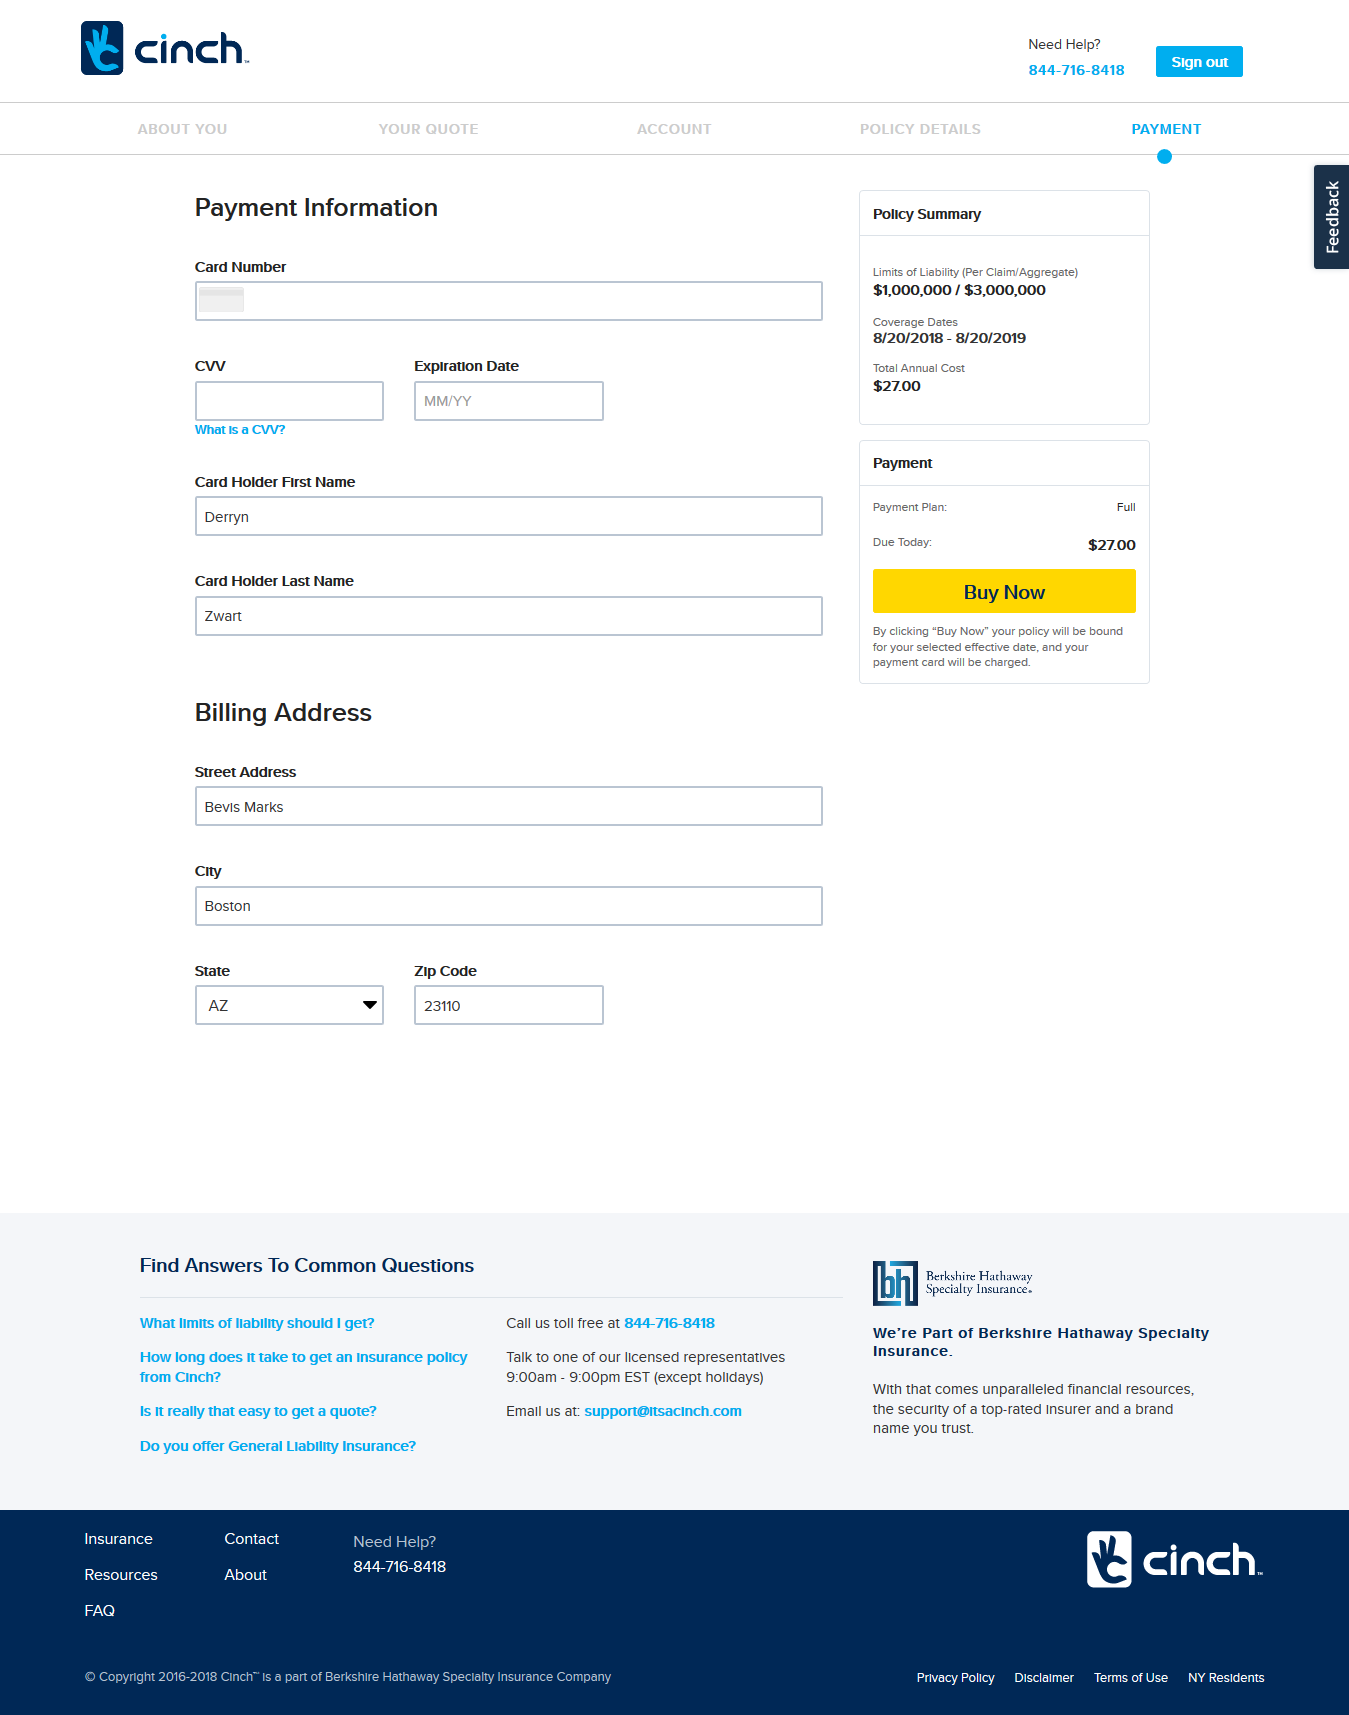 cinch™
Need Help?
844-716-8418
Sign out
ABOUT YOU
YOUR QUOTE
ACCOUNT
POLICY DETAILS
PAYMENT
Feedback
Payment Information
Card Number
CVV
Expiration Date
MM/YY
What is a CVV?
Card Holder First Name
Derryn
Card Holder Last Name
Zwart
Billing Address
Street Address
Bevis Marks
City
Boston
State
Zip Code
AZ
23110
Policy Summary
Limits of Liability (Per Claim/Aggregate)
$1,000,000 / $3,000,000
Coverage Dates
8/20/2018 - 8/20/2019
Total Annual Cost
$27.00
Payment
Payment Plan:
Full
Due Today:
$27.00
Buy Now
By clicking “Buy Now” your policy will be bound
for your selected effective date, and your
payment card will be charged.
Find Answers To Common Questions
What limits of liability should I get?
How long does it take to get an insurance policy
from Cinch?
Is it really that easy to get a quote?
Do you offer General Liability Insurance?
Call us toll free at 844-716-8418
Talk to one of our licensed representatives
9:00am - 9:00pm EST (except holidays)
Email us at: support@itsacinch.com
bh
Berkshire Hathaway
Specialty Insurance®
We’re Part of Berkshire Hathaway Specialty
Insurance.
With that comes unparalleled financial resources,
the security of a top-rated insurer and a brand
name you trust.
Insurance
Resources
FAQ
Contact
About
Need Help?
844-716-8418
cinch™
© Copyright 2016-2018 Cinch™ is a part of Berkshire Hathaway Specialty Insurance Company
Privacy Policy
Disclaimer
Terms of Use
NY Residents